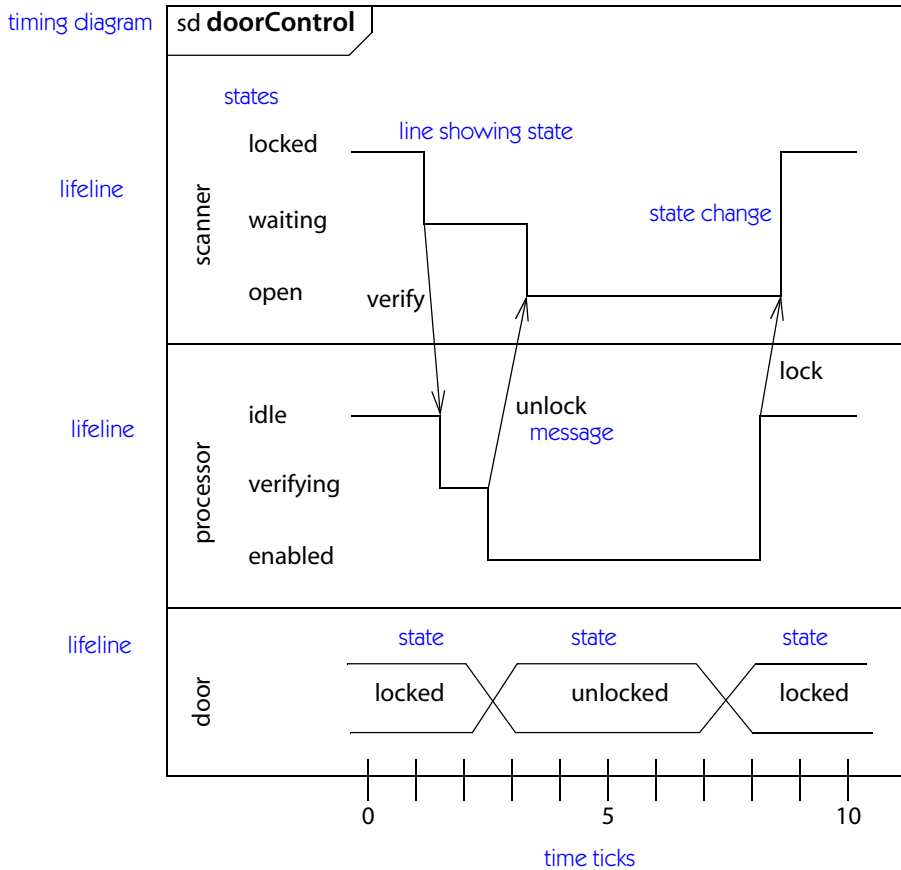 timing diagram
sd doorControl
states
locked
line showing state
lifeline
scanner
waiting
state change
open
verify
lock
idle
unlock
lifeline
message
processor
verifying
enabled
lifeline
state state state
door
locked unlocked locked
0 5 10
time ticks